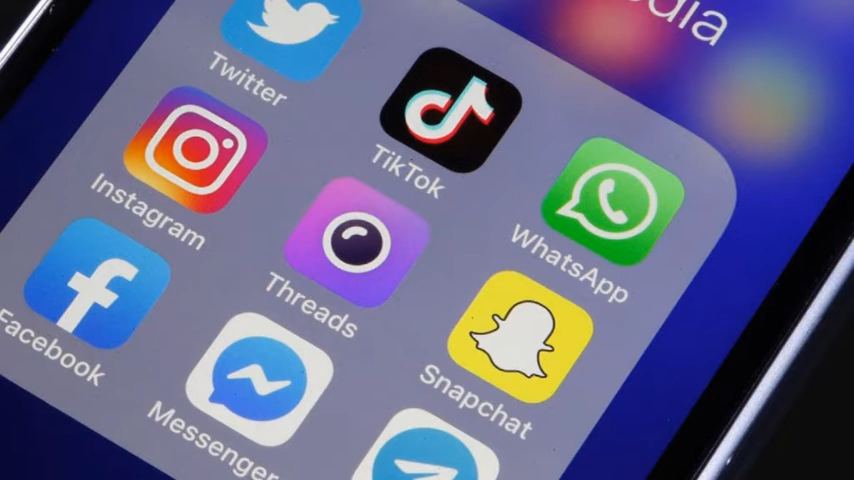 Twitter
TikTok
WhatsApp
Instagram
Threads
Snapchat
Facebook
Messenger